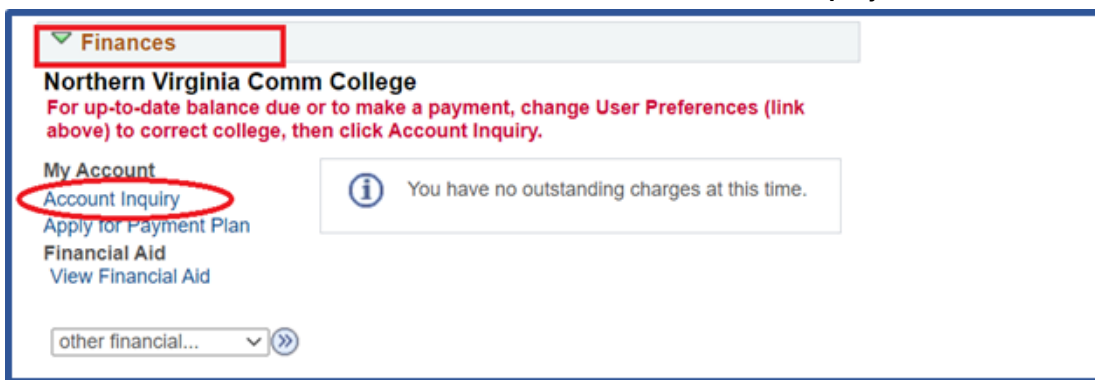 Finances
Northern Virginia Comm College
For up-to-date balance due or to make a payment, change User Preferences (link
above) to correct college, then click Account Inquiry.
My Account
Account Inquiry
Apply for Payment Plan
Financial Aid
View Financial Aid
You have no outstanding charges at this time.
other financial...